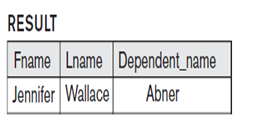 RESULT
Fname Lname Dependent_name
Jennifer Wallace Abner